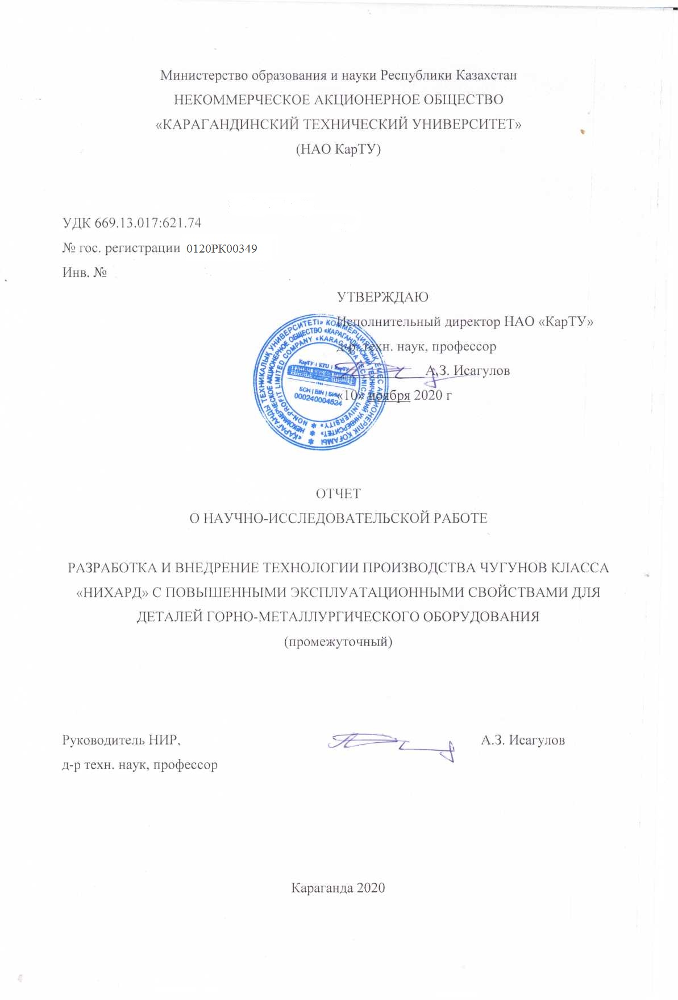 Министерство образования и науки Республики Казахстан
НЕКОММЕРЧЕСКОЕ АКЦИОНЕРНОЕ ОБЩЕСТВО
«КАРАГАНДИНСКИЙ ТЕХНИЧЕСКИЙ УНИВЕРСИТЕТ»
(НАО КарТУ)
УДК 669.13.017:621.74
№ гос. регистрации 0120РК00349
Инв. №
УТВЕРЖДАЮ
Исполнительный директор НАО «КарТУ»
д-р техн. наук, профессор
А.З. Исагулов
«10» ноября 2020 г
«ҚАРАҒАНДЫ ТЕХНИКАЛЫҚ УНИВЕРСИТЕТІ» КОММЕРЦИЯЛЫҚ ЕМЕС АКЦИОНЕРЛІК ҚОҒАМЫ
НЕКОММЕРЧЕСКОЕ АКЦИОНЕРНОЕ ОБЩЕСТВО «КАРАГАНДИНСКИЙ ТЕХНИЧЕСКИЙ УНИВЕРСИТЕТ»
NON-PROFIT LIMITED COMPANY «KARAGANDA TECHNICAL UNIVERSITY»
КарТУ | KTU | КарТУ
БСН | BIN | БИН
000240004524
ОТЧЕТ
О НАУЧНО-ИССЛЕДОВАТЕЛЬСКОЙ РАБОТЕ
РАЗРАБОТКА И ВНЕДРЕНИЕ ТЕХНОЛОГИИ ПРОИЗВОДСТВА ЧУГУНОВ КЛАССА
«НИХАРД» С ПОВЫШЕННЫМИ ЭКСПЛУАТАЦИОННЫМИ СВОЙСТВАМИ ДЛЯ
ДЕТАЛЕЙ ГОРНО-МЕТАЛЛУРГИЧЕСКОГО ОБОРУДОВАНИЯ
(промежуточный)
Руководитель НИР,
А.З. Исагулов
д-р техн. наук, профессор
Караганда 2020